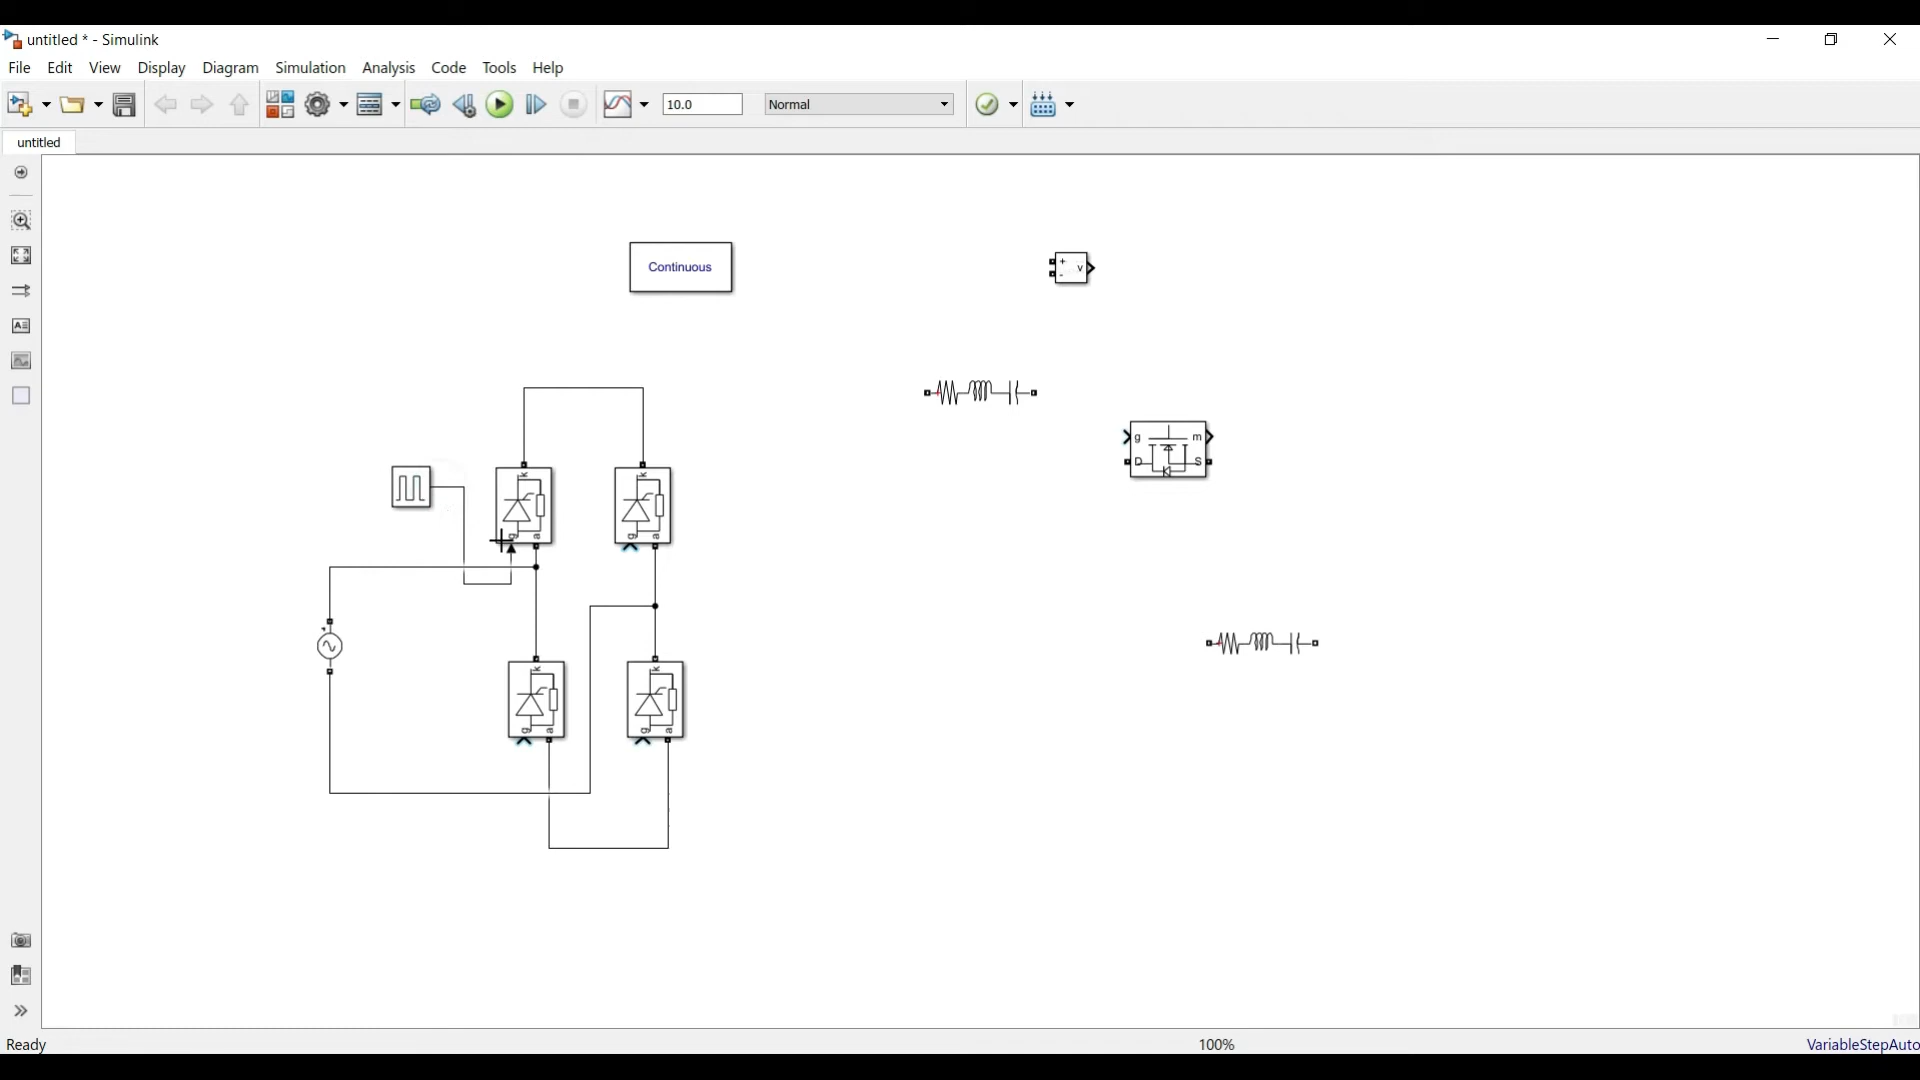 untitled * - Simulink
File Edit View Display Diagram Simulation Analysis Code Tools Help
10.0 Normal
untitled
Continuous
+ v
-
g m
D S
k k
g a g a
k k
g a g a
Ready 100% VariableStepAuto